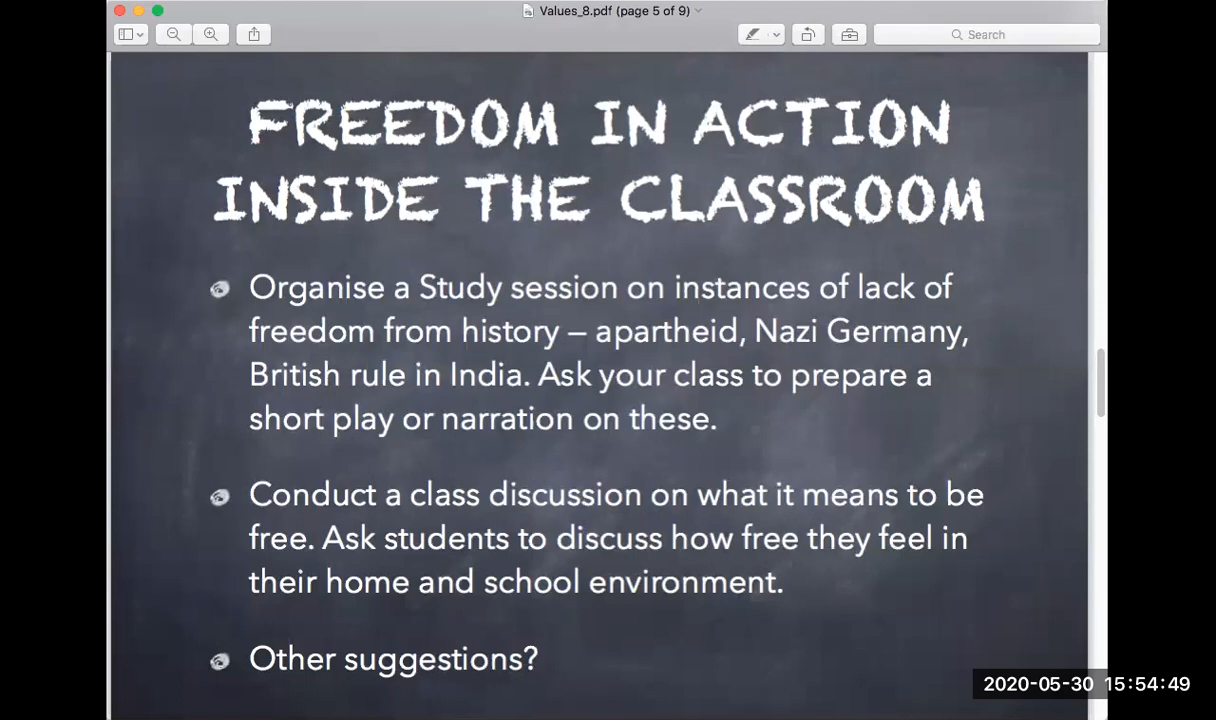 Values_8.pdf (page 5 of 9)
Search
FREEDOM IN ACTION
INSIDE THE CLASSROOM
Organise a Study session on instances of lack of
freedom from history – apartheid, Nazi Germany,
British rule in India. Ask your class to prepare a
short play or narration on these.
Conduct a class discussion on what it means to be
free. Ask students to discuss how free they feel in
their home and school environment.
Other suggestions?
2020-05-30 15:54:49